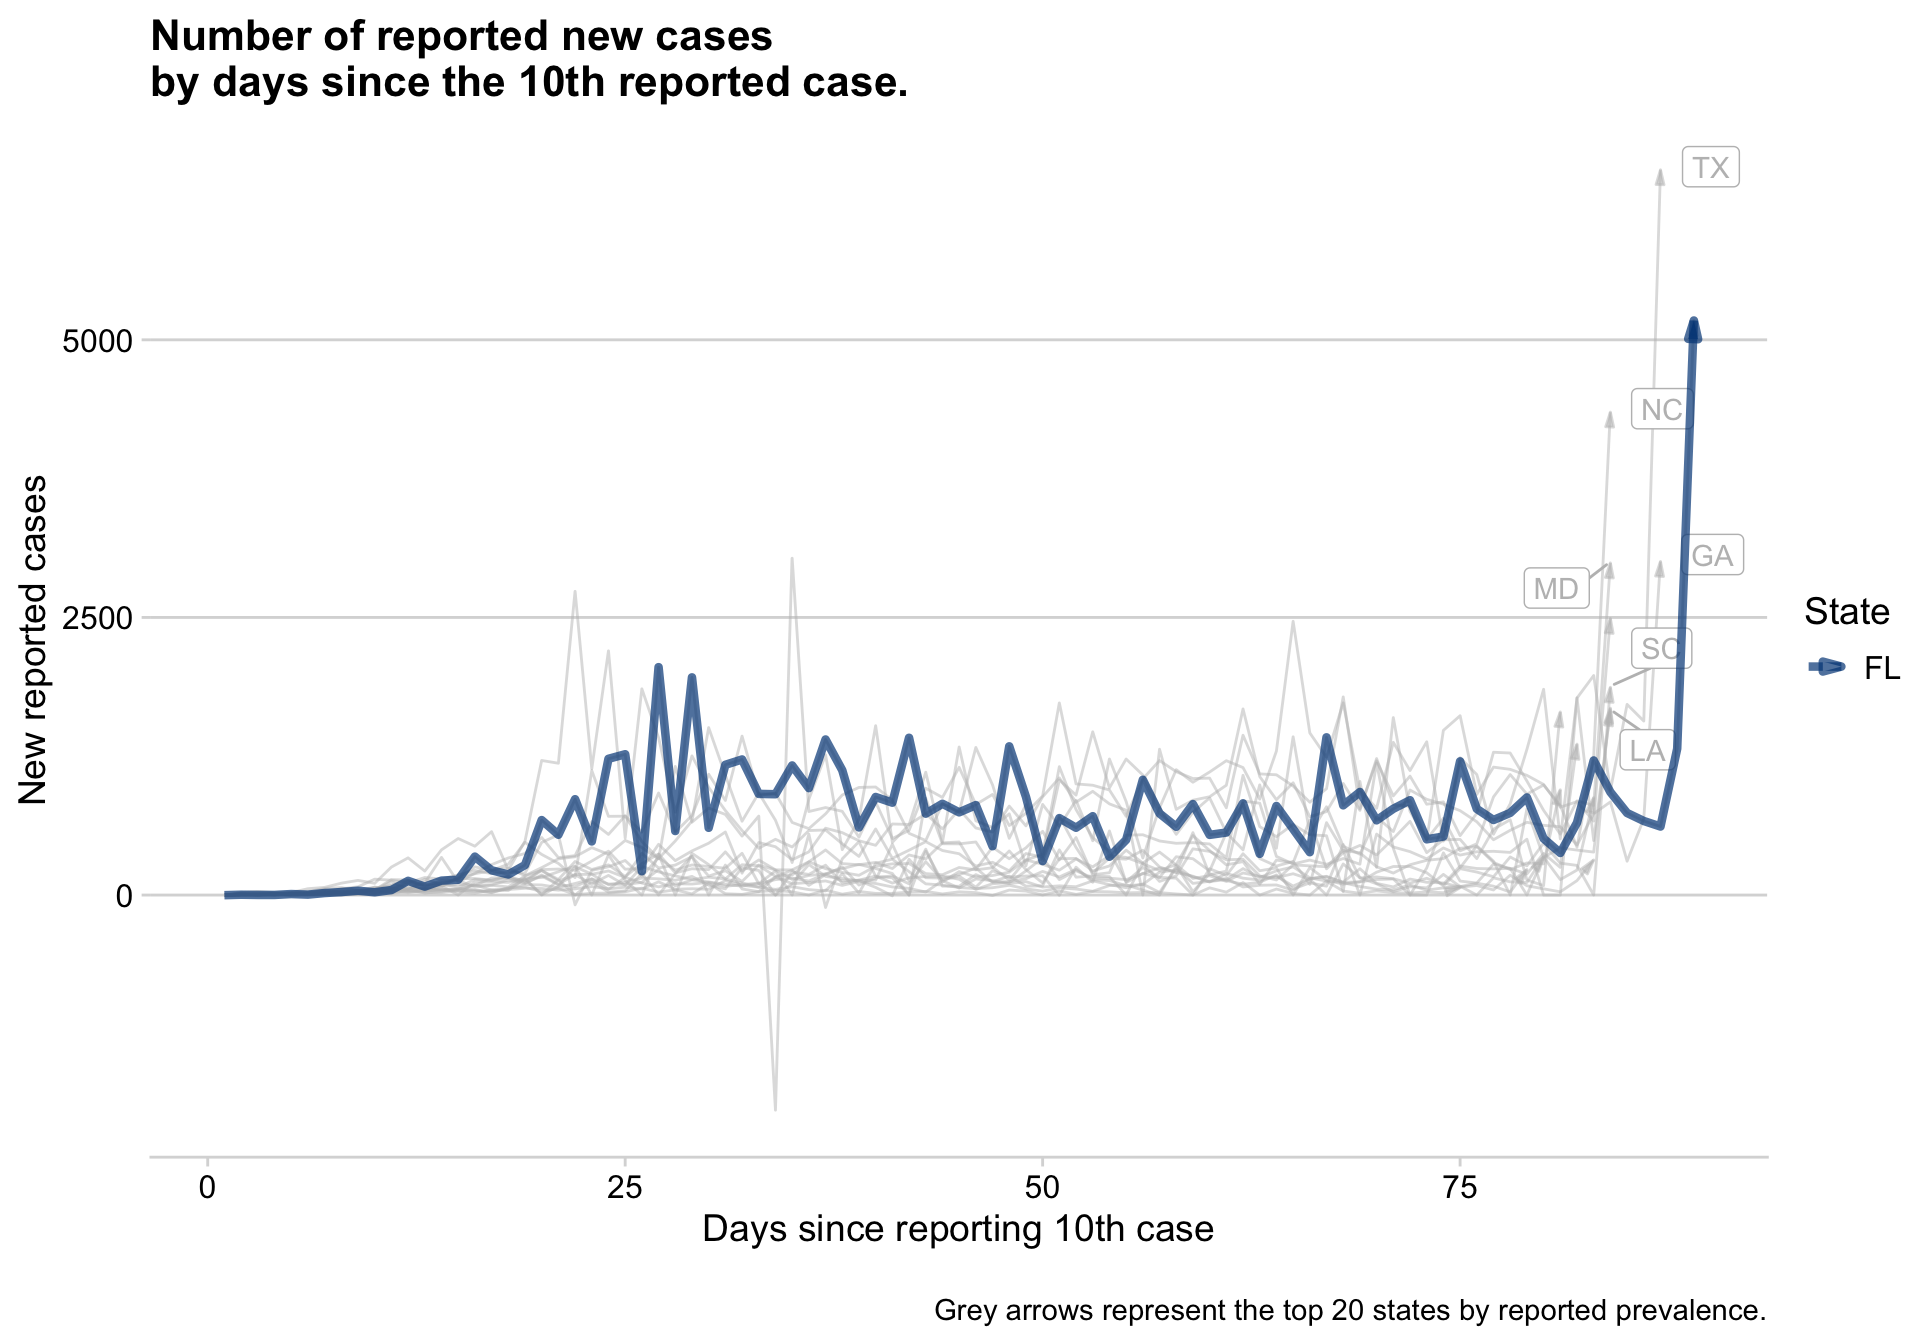 Number of reported new cases
by days since the 10th reported case.
TX
5000
NC
GA
MD
2500
SC
LA
0
New reported cases
State
FL
0
25
50
75
Days since reporting 10th case
Grey arrows represent the top 20 states by reported prevalence.